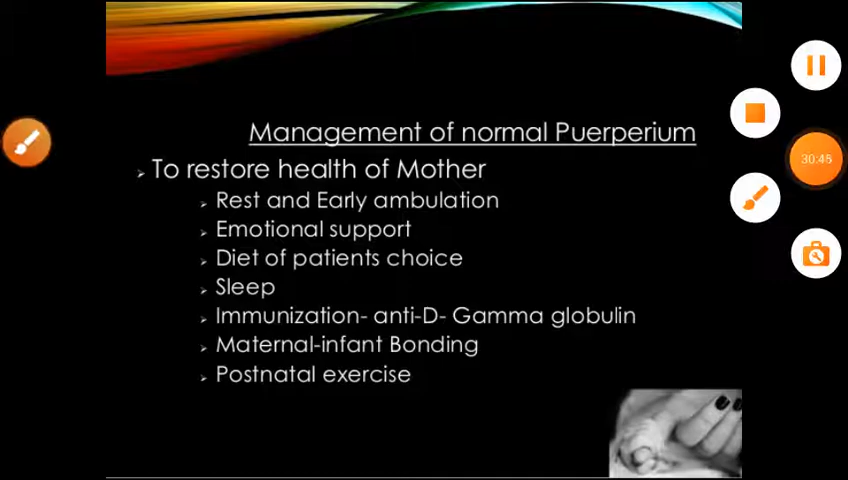 Management of normal Puerperium
To restore health of Mother
Rest and Early ambulation
Emotional support
Diet of patients choice
Sleep
Immunization- anti-D- Gamma globulin
Maternal-infant Bonding
Postnatal exercise
30:46